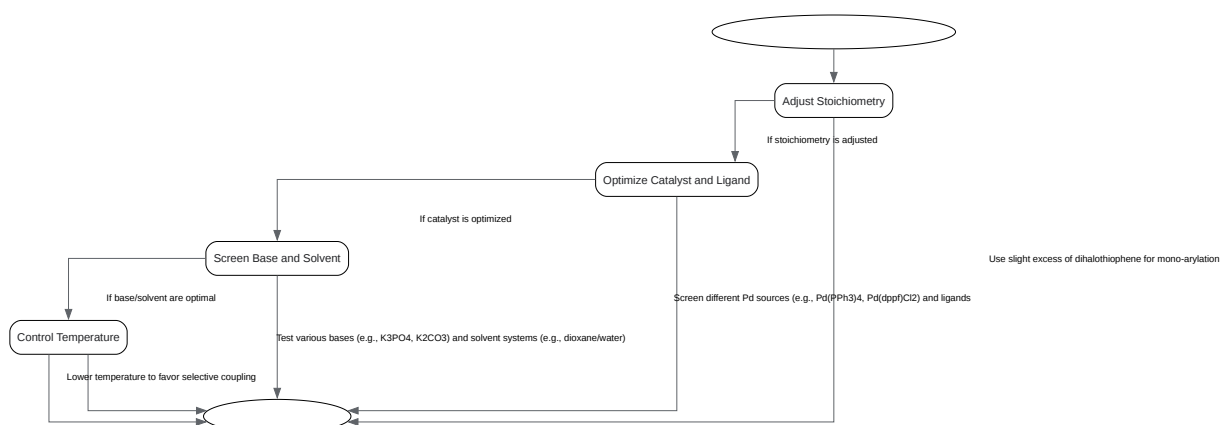 Adjust Stoichiometry
If stoichiometry is adjusted
Optimize Catalyst and Ligand
If catalyst is optimized
Screen Base and Solvent
Use slight excess of dihalothiophene for mono-arylation
If base/solvent are optimal
Screen different Pd sources (e.g., Pd(PPh3)4, Pd(dppf)Cl2) and ligands
Control Temperature
Test various bases (e.g., K3PO4, K2CO3) and solvent systems (e.g., dioxane/water)
Lower temperature to favor selective coupling